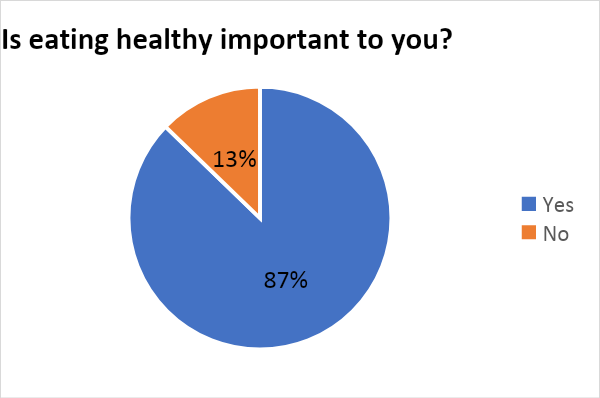 Is eating healthy important to you?
13%
87%
Yes
No